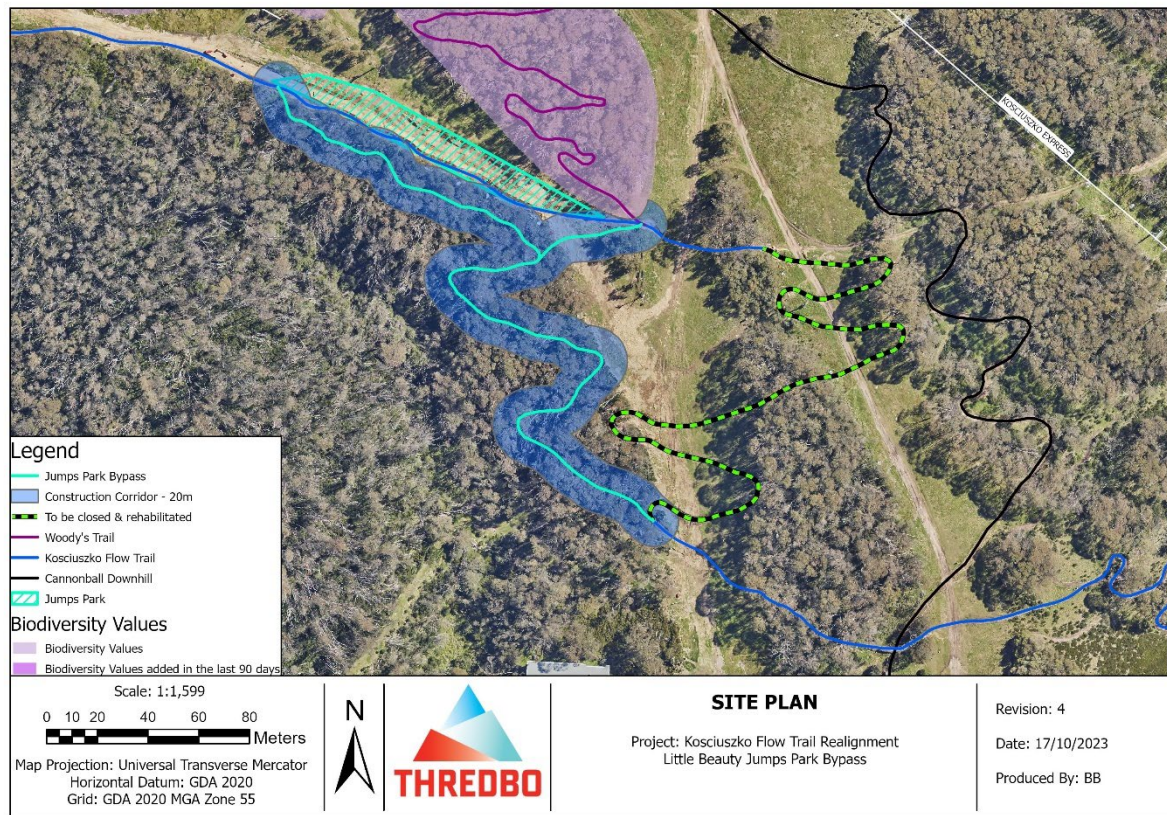 KOSCIUSZKO EXPRESS
Legend
Jumps Park Bypass
Construction Corridor - 20m
To be closed & rehabilitated
Woody's Trail
Kosciuszko Flow Trail
Cannonball Downhill
Jumps Park
Biodiversity Values
Biodiversity Values
Biodiversity Values added in the last 90 days
Scale: 1:1,599
0 10 20 40 60 80
Meters
Map Projection: Universal Transverse Mercator
Horizontal Datum: GDA 2020
Grid: GDA 2020 MGA Zone 55
N
THREDBO
SITE PLAN
Project: Kosciuszko Flow Trail Realignment
Little Beauty Jumps Park Bypass
Revision: 4
Date: 17/10/2023
Produced By: BB